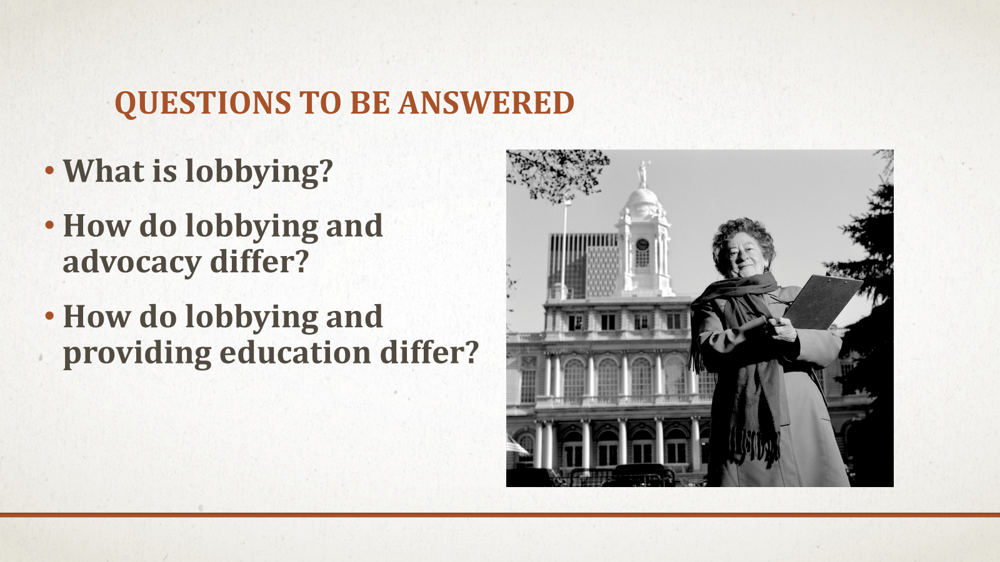 QUESTIONS TO BE ANSWERED
• What is lobbying?
• How do lobbying and
advocacy differ?
• How do lobbying and
providing education differ?